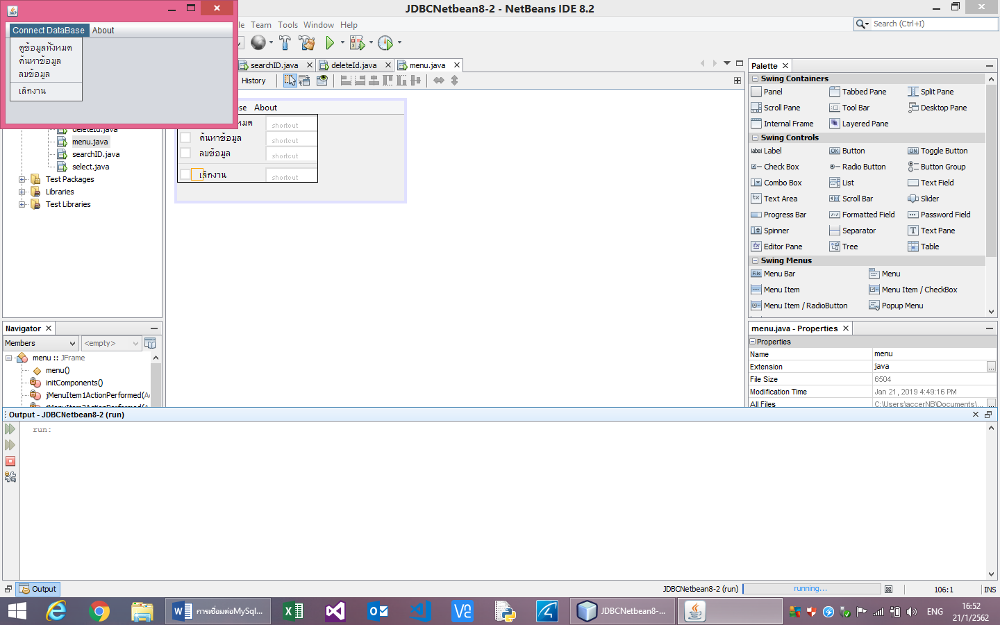 JDBCNetbean8-2 - NetBeans IDE 8.2
Connect DataBase About
ดูข้อมูลทั้งหมด
ค้นหาข้อมูล
ลบข้อมูล
เลิกงาน
Team Tools Window Help
Search (Ctrl+I)
searchID.java
deleteId.java
menu.java
History
About
shortcut
ค้นหาข้อมูล shortcut
ลบข้อมูล shortcut
เลิกงาน shortcut
deleteId.java
menu.java
searchID.java
select.java
Test Packages
Libraries
Test Libraries
Palette
Swing Containers
Panel Tabbed Pane Split Pane
Scroll Pane Tool Bar Desktop Pane
Internal Frame Layered Pane
Swing Controls
Label Button Toggle Button
Check Box Radio Button Button Group
Combo Box List Text Field
Text Area Scroll Bar Slider
Progress Bar Formatted Field Password Field
Spinner Separator Text Pane
Editor Pane Tree Table
Swing Menus
Menu Bar Menu
Menu Item Menu Item / CheckBox
Menu Item / RadioButton Popup Menu
Navigator
Members <empty>
menu :: JFrame
menu()
initComponents()
jMenuItem1ActionPerformed(
menu.java - Properties
Properties
Name menu
Extension java
File Size 6504
Modification Time Jan 21, 2019 4:49:16 PM
All Files C:\Users\accerNB\Documents\...
Output - JDBCNetbean8-2 (run)
run:
Output
JDBCNetbean8-2 (run) running... 106:1 INS
การเชื่อมต่อMySql... JDBCNetbean8-...
ENG
16:52
21/1/2562